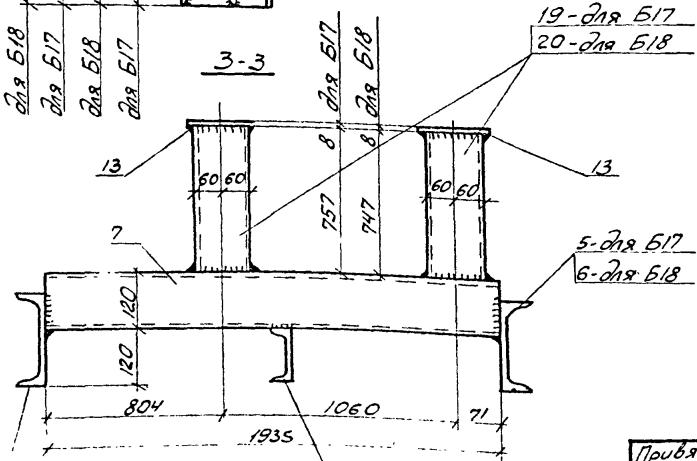 для Б18
для Б17
для Б18
для Б17
3-3
для Б17
для Б18
19-для Б17
20-для Б18
13
8
8
13
60 60
60 60
757
747
7
5-для Б17
6-для Б18
120
120
804
1060
71
1935
Привя